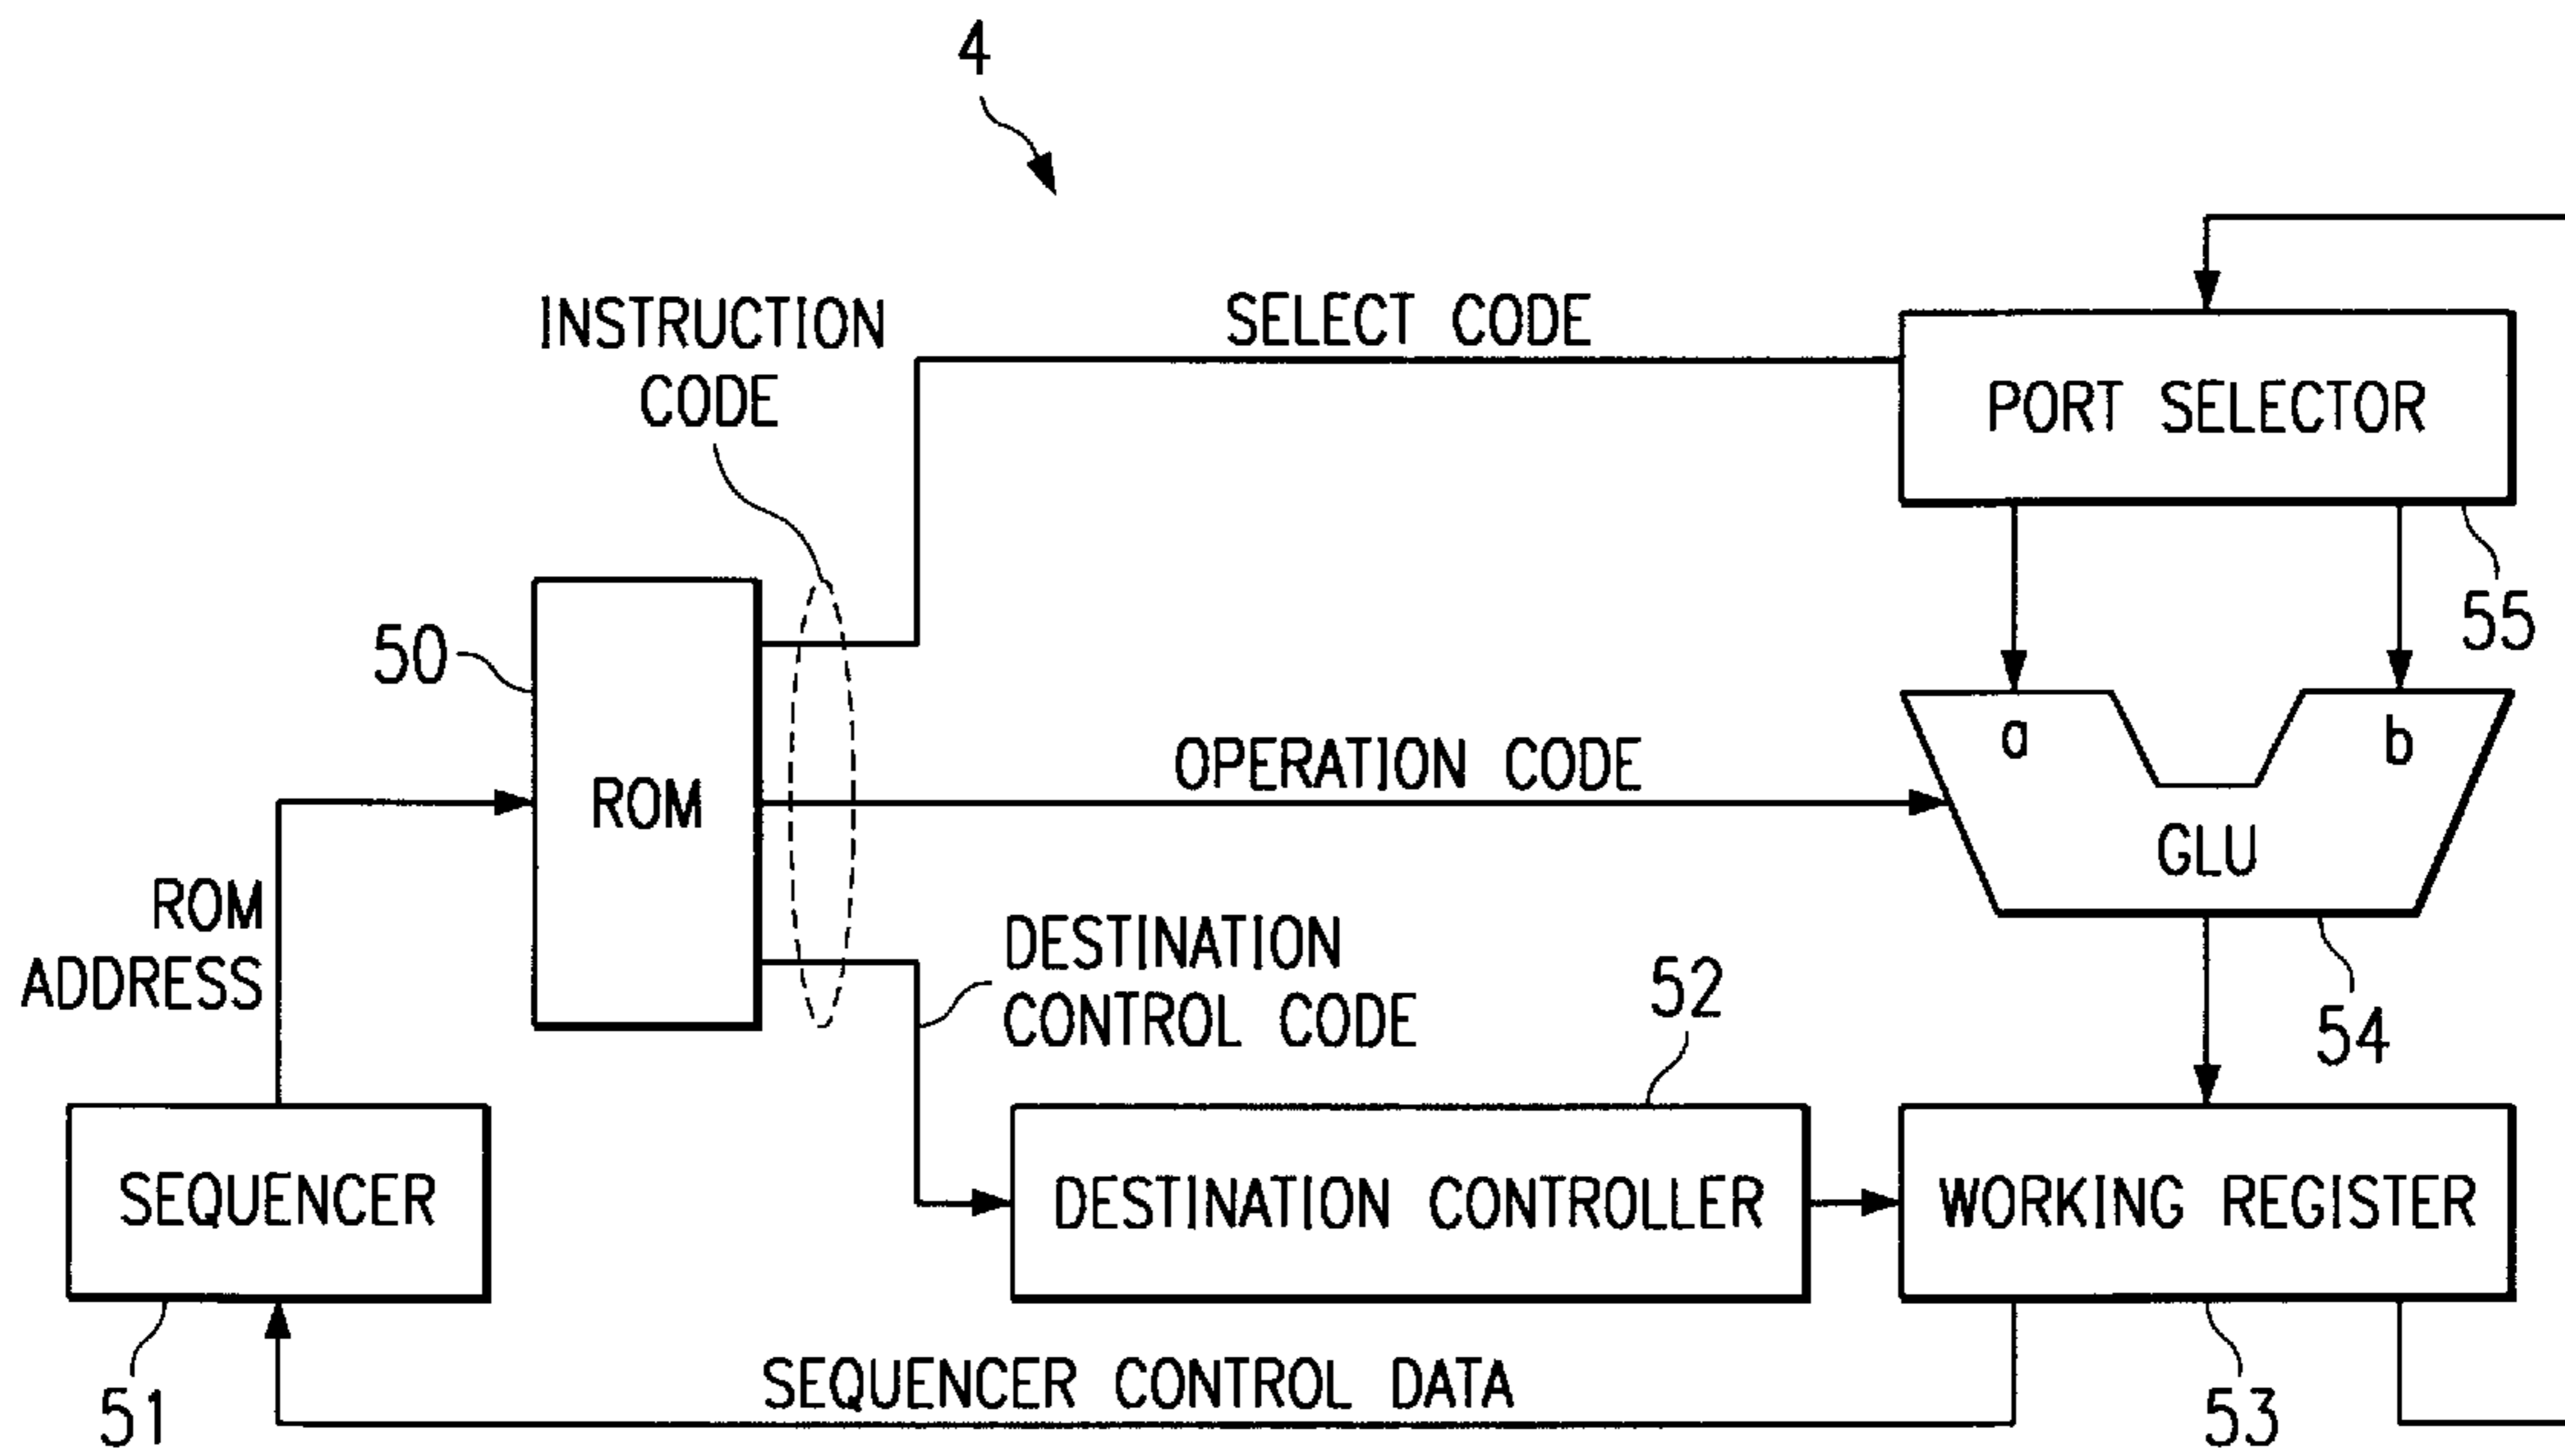 4
INSTRUCTION
CODE
SELECT CODE
PORT SELECTOR
55
50
ROM
OPERATION CODE
a
b
GLU
54
ROM
ADDRESS
DESTINATION
CONTROL CODE
52
SEQUENCER
51
DESTINATION CONTROLLER
WORKING REGISTER
53
SEQUENCER CONTROL DATA